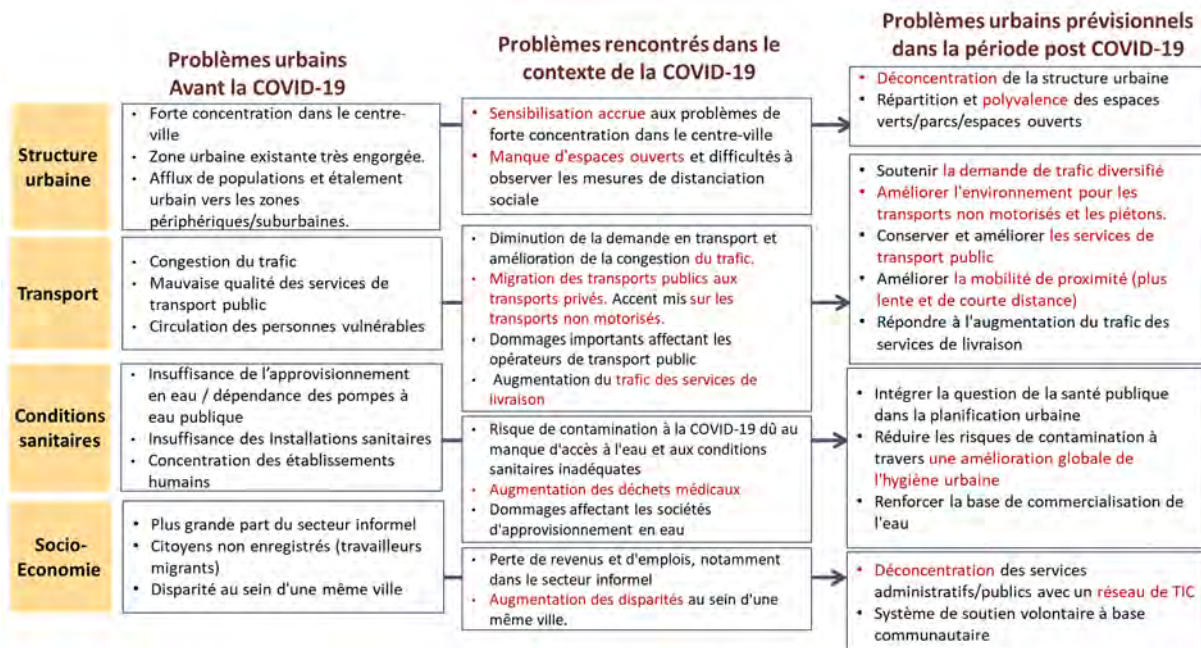 Problèmes urbains
Avant la COVID-19
Problèmes rencontrés dans le
contexte de la COVID-19
Problèmes urbains prévisionnels
dans la période post COVID-19
Structure
urbaine
• Forte concentration dans le centre-
ville
• Zone urbaine existante très engorgée.
• Afflux de populations et étalement
urbain vers les zones
périphériques/suburbaines.
• Sensibilisation accrue aux problèmes de
forte concentration dans le centre-ville
• Manque d'espaces ouverts et difficultés à
observer les mesures de distanciation
sociale
• Déconcentration de la structure urbaine
• Répartition et polyvalence des espaces
verts/parcs/espaces ouverts
Transport
• Congestion du trafic
• Mauvaise qualité des services de
transport public
• Circulation des personnes vulnérables
• Diminution de la demande en transport et
amélioration de la congestion du trafic.
• Migration des transports publics aux
transports privés. Accent mis sur les
transports non motorisés.
• Dommages importants affectant les
opérateurs de transport public
• Augmentation du trafic des services de
livraison
• Soutenir la demande de trafic diversifié
• Améliorer l'environnement pour les
transports non motorisés et les piétons.
• Conserver et améliorer les services de
transport public
• Améliorer la mobilité de proximité (plus
lente et de courte distance)
• Répondre à l'augmentation du trafic des
services de livraison
Conditions
sanitaires
• Insuffisance de l’approvisionnement
en eau / dépendance des pompes à
eau publique
• Insuffisance des Installations sanitaires
• Concentration des établissements
humains
• Risque de contamination à la COVID-19 dû au
manque d'accès à l'eau et aux conditions
sanitaires inadéquates
• Augmentation des déchets médicaux
• Dommages affectant les sociétés
d'approvisionnement en eau
• Intégrer la question de la santé publique
dans la planification urbaine
• Réduire les risques de contamination à
travers une amélioration globale de
l'hygiène urbaine
• Renforcer la base de commercialisation de
l'eau
Socio-
Economie
• Plus grande part du secteur informel
• Citoyens non enregistrés (travailleurs
migrants)
• Disparité au sein d'une même ville
• Perte de revenus et d'emplois, notamment
dans le secteur informel
• Augmentation des disparités au sein d'une
même ville.
• Déconcentration des services
administratifs/publics avec un réseau de TIC
• Système de soutien volontaire à base
communautaire